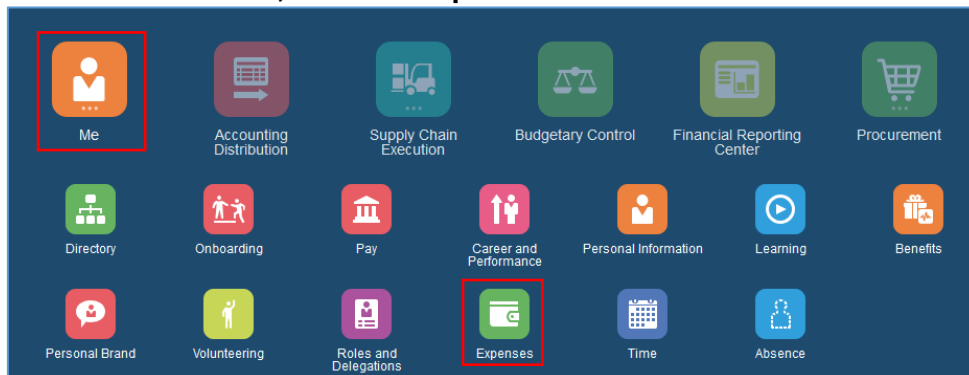 Me
Accounting
Distribution
Supply Chain
Execution
Budgetary Control
Financial Reporting
Center
Procurement
Directory
Onboarding
Pay
Career and
Performance
Personal Information
Learning
Benefits
Personal Brand
Volunteering
Roles and
Delegations
Expenses
Time
Absence